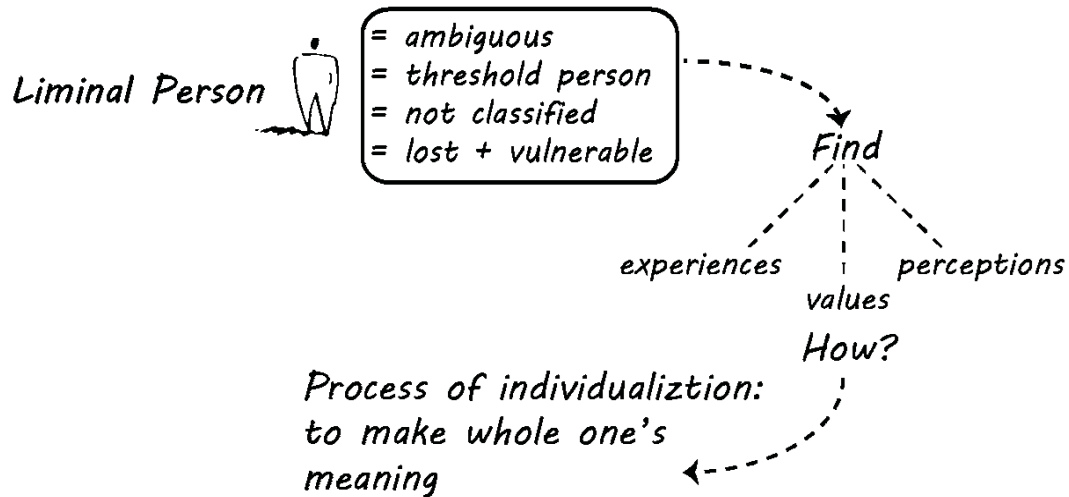 Liminal Person
= ambiguous
= threshold person
= not classified
= lost + vulnerable
Find
experiences
perceptions
values
How?
Process of individualiztion:
to make whole one's
meaning